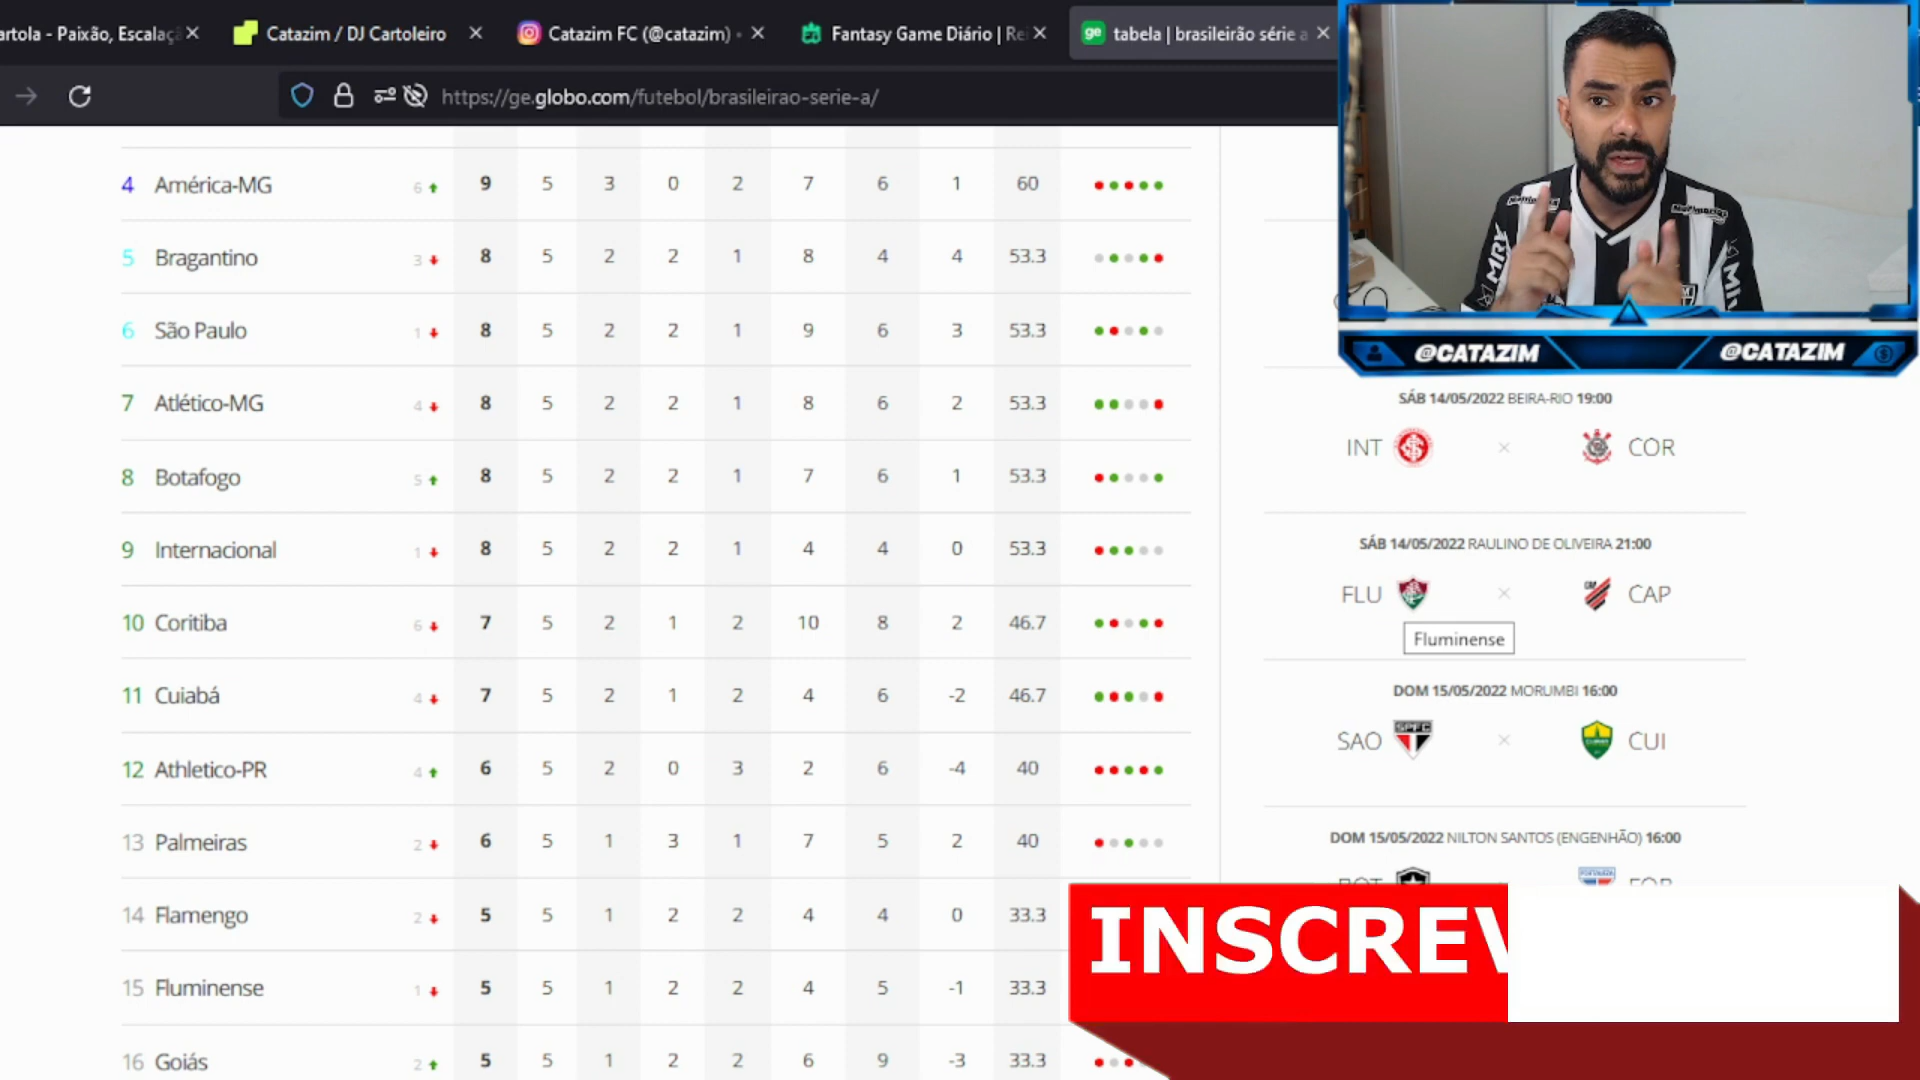 artola - Paixão, Escalaç
Catazim / DJ Cartoleiro
Catazim FC (@catazim) •
Fantasy Game Diário | Rei
ge tabela | brasileirão série a
https://ge.globo.com/futebol/brasileirao-serie-a/
4 América-MG 6 9 5 3 0 2 7 6 1 60
5 Bragantino 3 8 5 2 2 1 8 4 4 53.3
6 São Paulo 1 8 5 2 2 1 9 6 3 53.3
7 Atlético-MG 4 8 5 2 2 1 8 6 2 53.3
8 Botafogo 5 8 5 2 2 1 7 6 1 53.3
9 Internacional 1 8 5 2 2 1 4 4 0 53.3
10 Coritiba 6 7 5 2 1 2 10 8 2 46.7
11 Cuiabá 4 7 5 2 1 2 4 6 -2 46.7
12 Athletico-PR 4 6 5 2 0 3 2 6 -4 40
13 Palmeiras 2 6 5 1 3 1 7 5 2 40
14 Flamengo 2 5 5 1 2 2 4 4 0 33.3
15 Fluminense 1 5 5 1 2 2 4 5 -1 33.3
16 Goiás 2 5 5 1 2 2 6 9 -3 33.3
MRV
@CATAZIM @CATAZIM
SÁB 14/05/2022 BEIRA-RIO 19:00
INT × COR
SÁB 14/05/2022 RAULINO DE OLIVEIRA 21:00
FLU × CAP
Fluminense
DOM 15/05/2022 MORUMBI 16:00
SAO SPFC × CUI
DOM 15/05/2022 NILTON SANTOS (ENGENHÃO) 16:00
BOT FOR
INSCREV